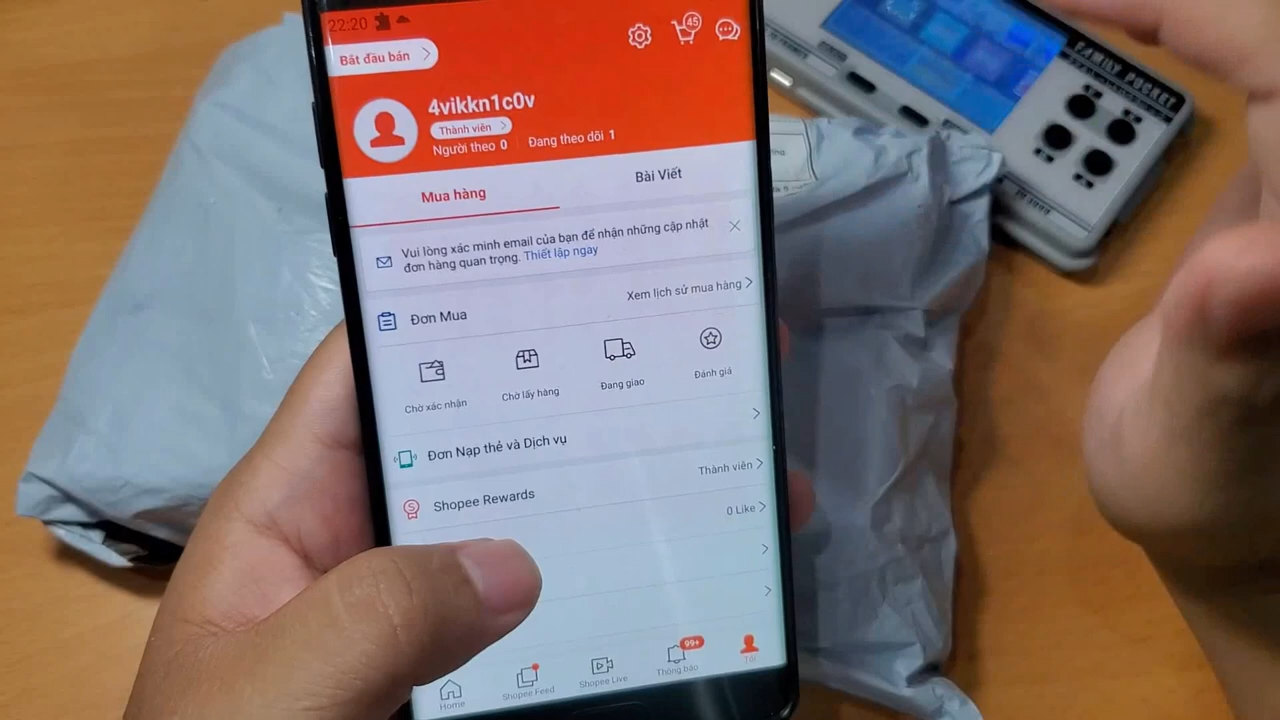 22:20
45
Bắt đầu bán
4vikkn1c0v
Thành viên
Người theo 0
Đang theo dõi 1
Mua hàng
Bài Viết
Vui lòng xác minh email của bạn để nhận những cập nhật
đơn hàng quan trọng. Thiết lập ngay
Đơn Mua
Xem lịch sử mua hàng
Chờ xác nhận
Chờ lấy hàng
Đang giao
Đánh giá
Đơn Nạp thẻ và Dịch vụ
Shopee Rewards
Thành viên
0 Like
Home
Shopee Feed
Shopee Live
99+
Thông báo
Tôi
FAMILY POCKET